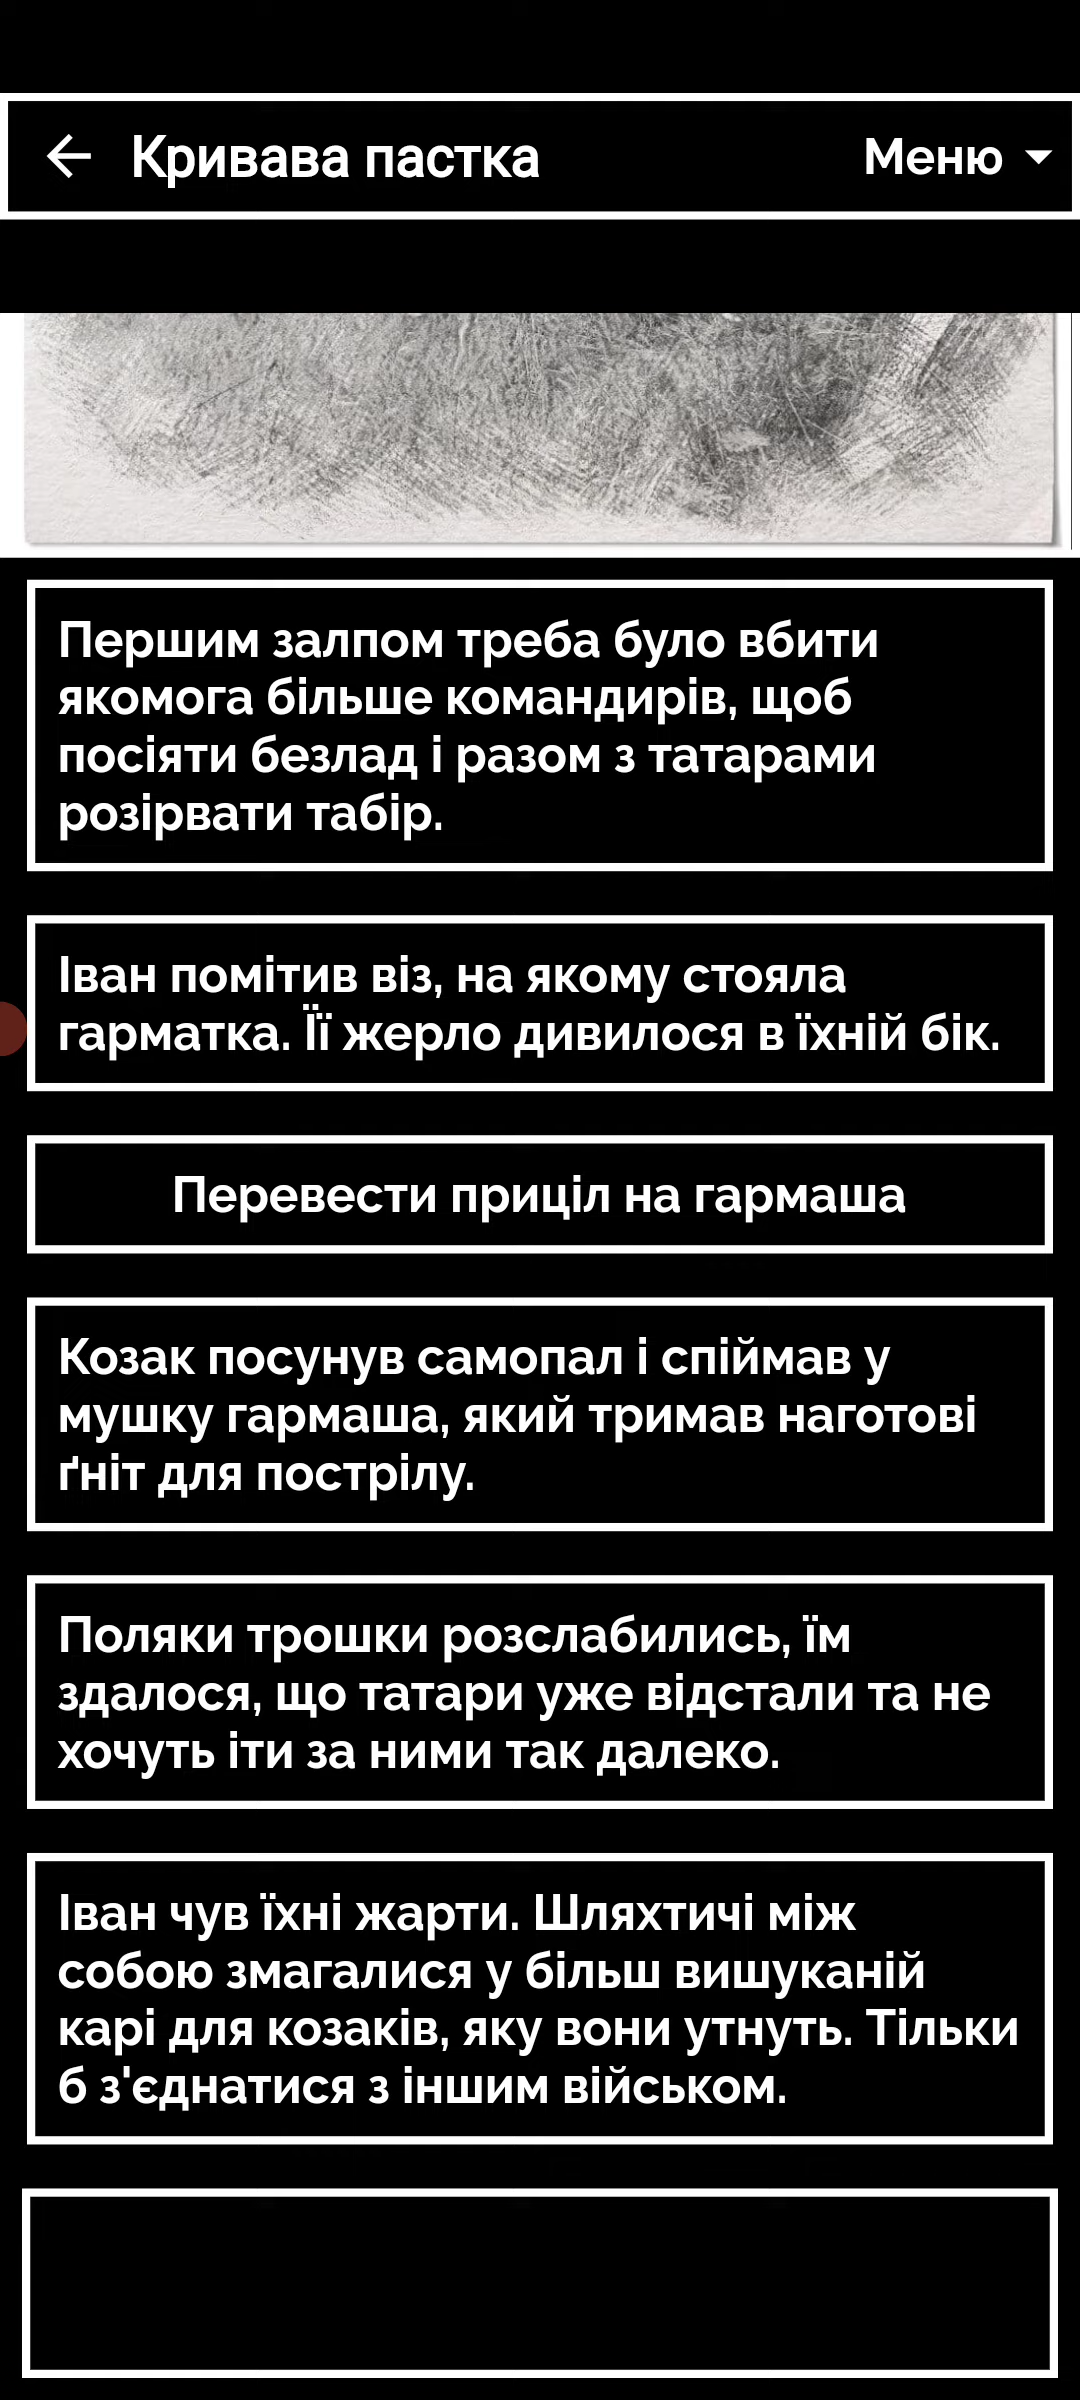 Кривава пастка
Меню
Першим залпом треба було вбити
якомога більше командирів, щоб
посіяти безлад і разом з татарами
розірвати табір.
Іван помітив віз, на якому стояла
гарматка. Її жерло дивилося в їхній бік.
Перевести приціл на гармаша
Козак посунув самопал і спіймав у
мушку гармаша, який тримав наготові
ґніт для пострілу.
Поляки трошки розслабились, їм
здалося, що татари уже відстали та не
хочуть іти за ними так далеко.
Іван чув їхні жарти. Шляхтичі між
собою змагалися у більш вишуканій
карі для козаків, яку вони утнуть. Тільки
б з'єднатися з іншим військом.